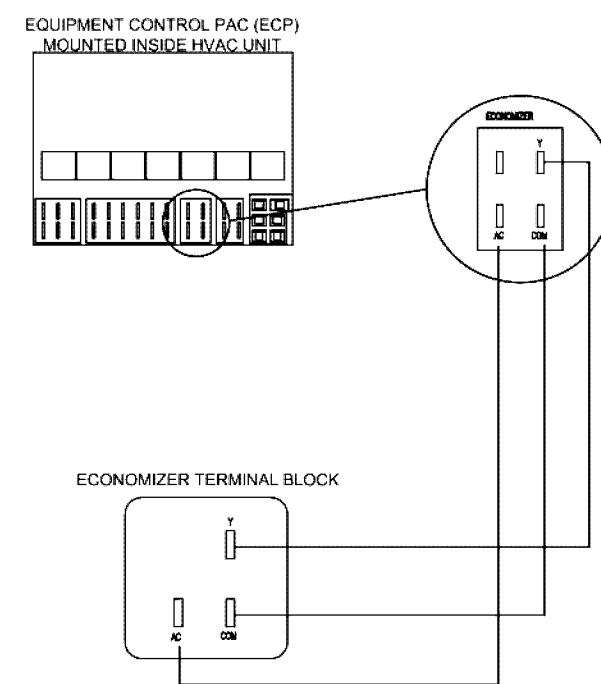 EQUIPMENT CONTROL PAC (ECP)
MOUNTED INSIDE HVAC UNIT
ECONOMIZER
Y
AC COM
ECONOMIZER TERMINAL BLOCK
Y
AC COM